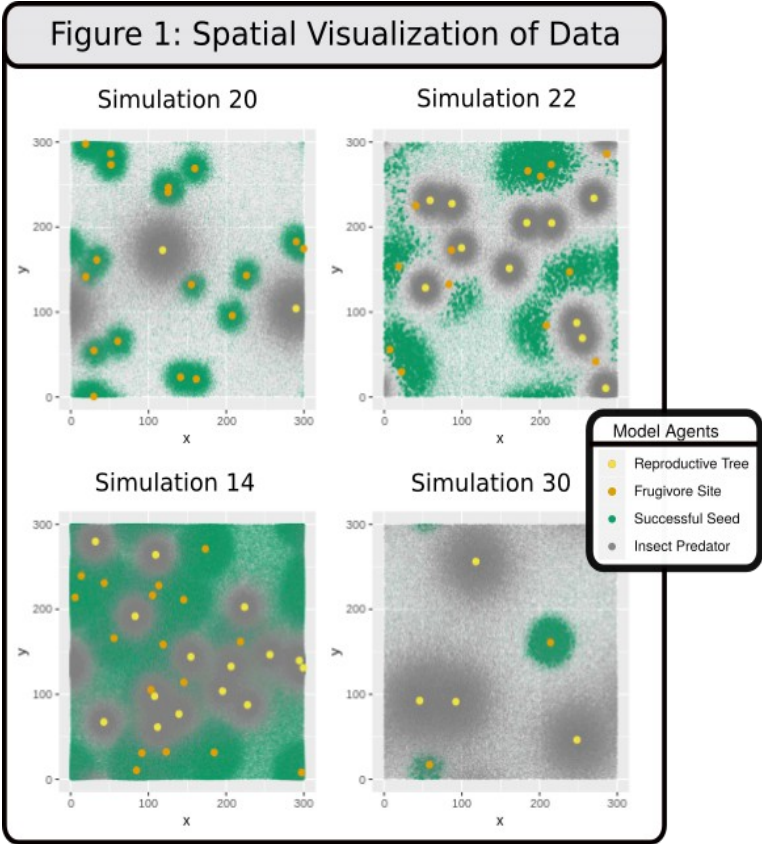 Figure 1: Spatial Visualization of Data
Simulation 20
300
200
y
100
0
0
100
200
300
x
Simulation 22
300
200
y
100
0
0
100
200
300
x
Model Agents
Reproductive Tree
Frugivore Site
Successful Seed
Insect Predator
Simulation 14
300
200
y
100
0
0
100
200
300
x
Simulation 30
300
200
y
100
0
0
100
200
300
x